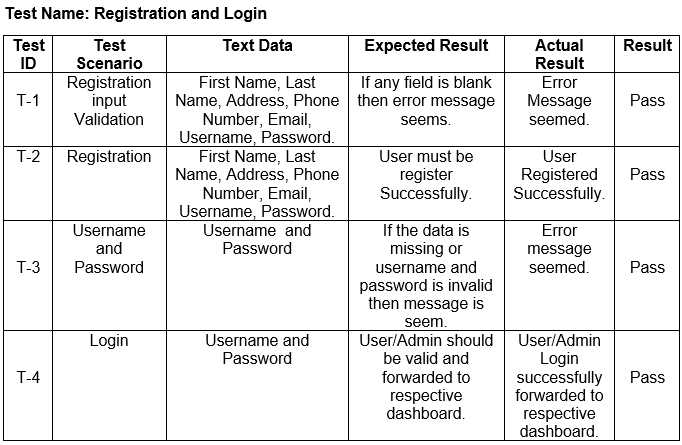 Test Name: Registration and Login
Test
ID
Test
Scenario
Text Data
Expected Result
Actual
Result
Result
T-1
Registration
input
Validation
First Name, Last
Name, Address, Phone
Number, Email,
Username, Password.
If any field is blank
then error message
seems.
Error
Message
seemed.
Pass
T-2
Registration
First Name, Last
Name, Address, Phone
Number, Email,
Username, Password.
User must be
register
Successfully.
User
Registered
Successfully.
Pass
T-3
Username
and
Password
Username and
Password
If the data is
missing or
username and
password is invalid
then message is
seem.
Error
message
seemed.
Pass
T-4
Login
Username and
Password
User/Admin should
be valid and
forwarded to
respective
dashboard.
User/Admin
Login
successfully
forwarded to
respective
dashboard.
Pass